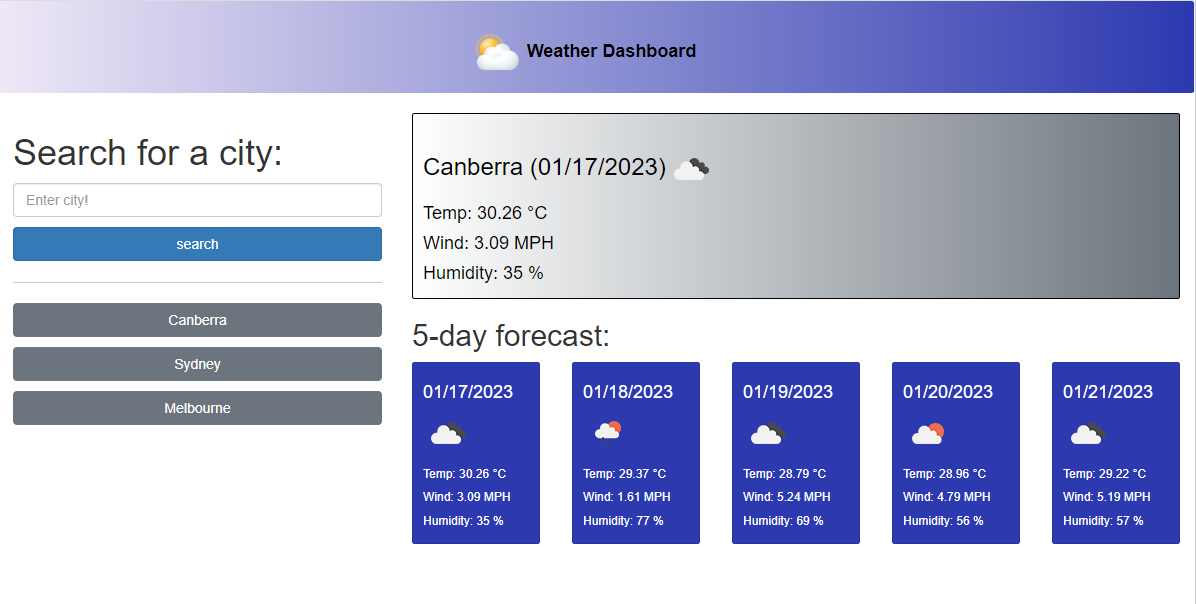 Weather Dashboard
Search for a city:
Enter city!
search
Canberra
Sydney
Melbourne
Canberra (01/17/2023)
Temp: 30.26 °C
Wind: 3.09 MPH
Humidity: 35 %
5-day forecast:
01/17/2023
Temp: 30.26 °C
Wind: 3.09 MPH
Humidity: 35 %
01/18/2023
Temp: 29.37 °C
Wind: 1.61 MPH
Humidity: 77 %
01/19/2023
Temp: 28.79 °C
Wind: 5.24 MPH
Humidity: 69 %
01/20/2023
Temp: 28.96 °C
Wind: 4.79 MPH
Humidity: 56 %
01/21/2023
Temp: 29.22 °C
Wind: 5.19 MPH
Humidity: 57 %